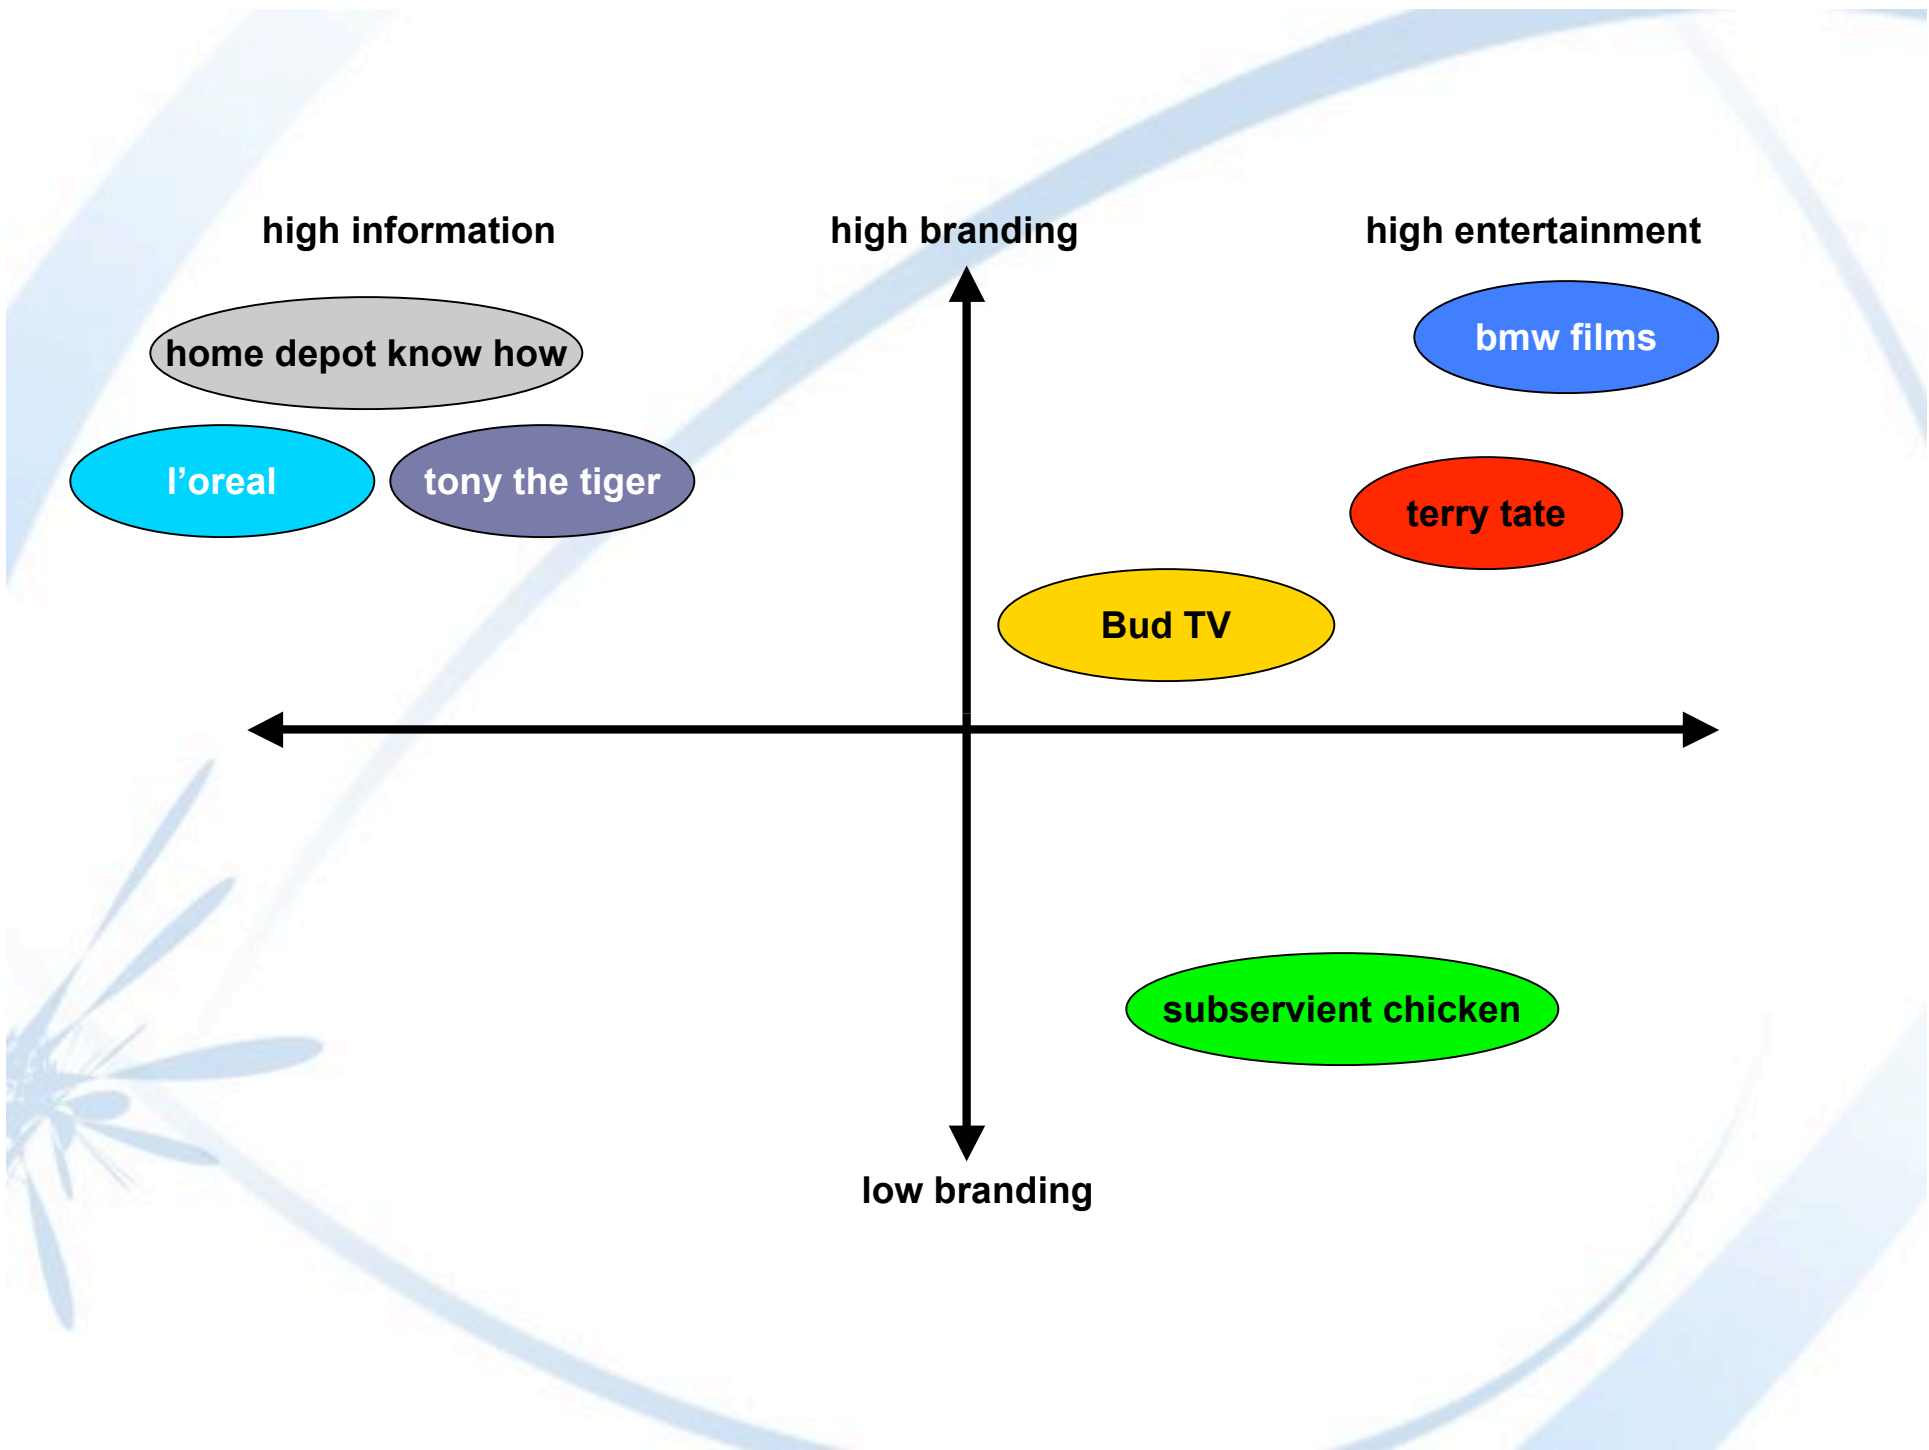 high information
high branding
high entertainment
home depot know how
bmw films
l’oreal
tony the tiger
terry tate
Bud TV
subservient chicken
low branding